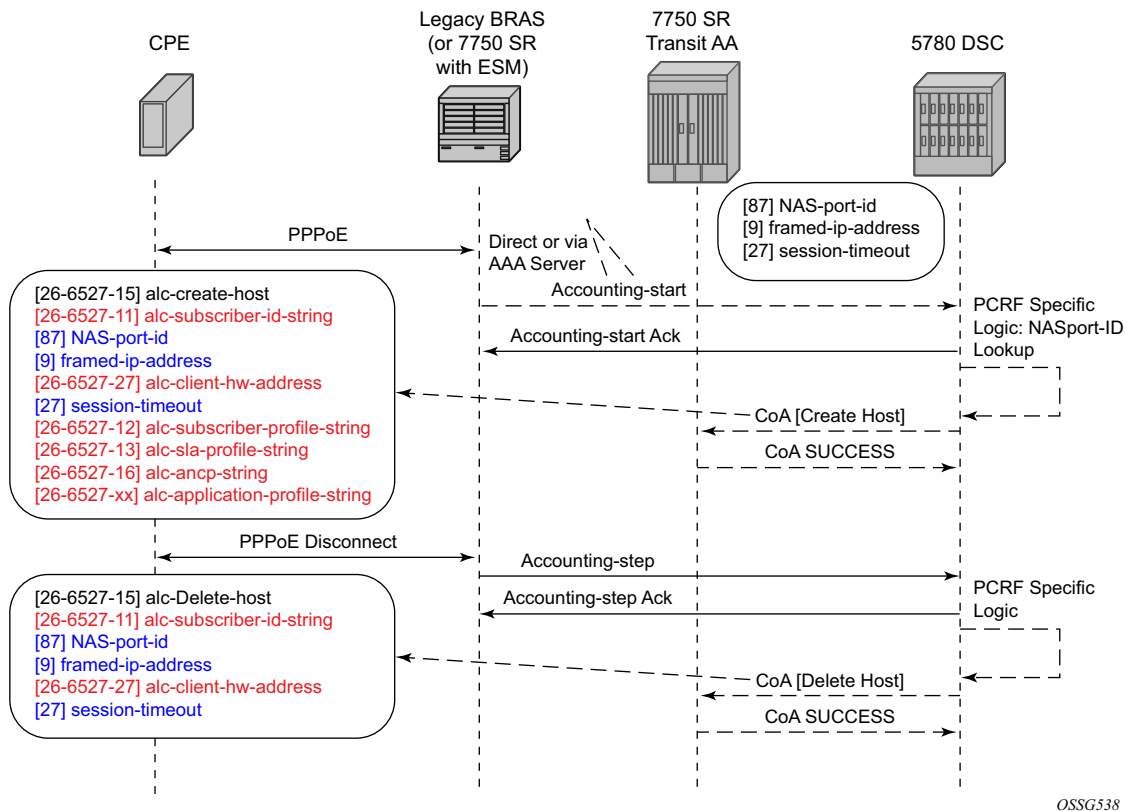 CPE
Legacy BRAS
(or 7750 SR
with ESM)
7750 SR
Transit AA
5780 DSC
[87] NAS-port-id
[9] framed-ip-address
[27] session-timeout
PPPoE
Direct or via
AAA Server
Accounting-start
PCRF Specific
Logic: NASport-ID
Lookup
Accounting-start Ack
[26-6527-15] alc-create-host
[26-6527-11] alc-subscriber-id-string
[87] NAS-port-id
[9] framed-ip-address
[26-6527-27] alc-client-hw-address
[27] session-timeout
[26-6527-12] alc-subscriber-profile-string
[26-6527-13] alc-sla-profile-string
[26-6527-16] alc-ancp-string
[26-6527-xx] alc-application-profile-string
CoA [Create Host]
CoA SUCCESS
PPPoE Disconnect
Accounting-step
Accounting-step Ack
PCRF Specific
Logic
[26-6527-15] alc-Delete-host
[26-6527-11] alc-subscriber-id-string
[87] NAS-port-id
[9] framed-ip-address
[26-6527-27] alc-client-hw-address
[27] session-timeout
CoA [Delete Host]
CoA SUCCESS
OSSG538